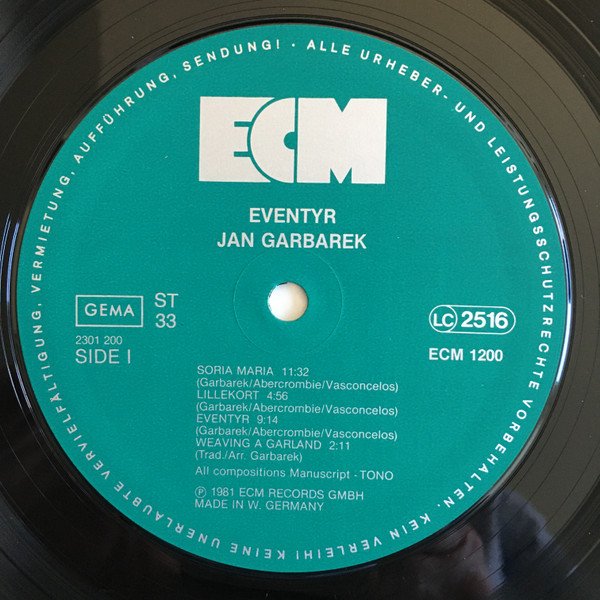 ECM
EVENTYR
JAN GARBAREK
GEMA
ST
33
2301 200
SIDE I
LC 2516
ECM 1200
SORIA MARIA 11:32
(Garbarek/Abercrombie/Vasconcelos)
LILLEKORT 4:56
(Garbarek/Abercrombie/Vasconcelos)
EVENTYR 9:14
(Garbarek/Abercrombie/Vasconcelos)
WEAVING A GARLAND 2:11
(Trad./Arr. Garbarek)
All compositions Manuscript - TONO
Ⓟ 1981 ECM RECORDS GMBH
MADE IN W. GERMANY
ALLE URHEBER- UND LEISTUNGSSCHUTZRECHTE VORBEHALTEN. KEIN VERLEIH! KEINE UNERLAUBTE VERVIELFÄLTIGUNG, VERMIETUNG, AUFFÜHRUNG, SENDUNG! ·